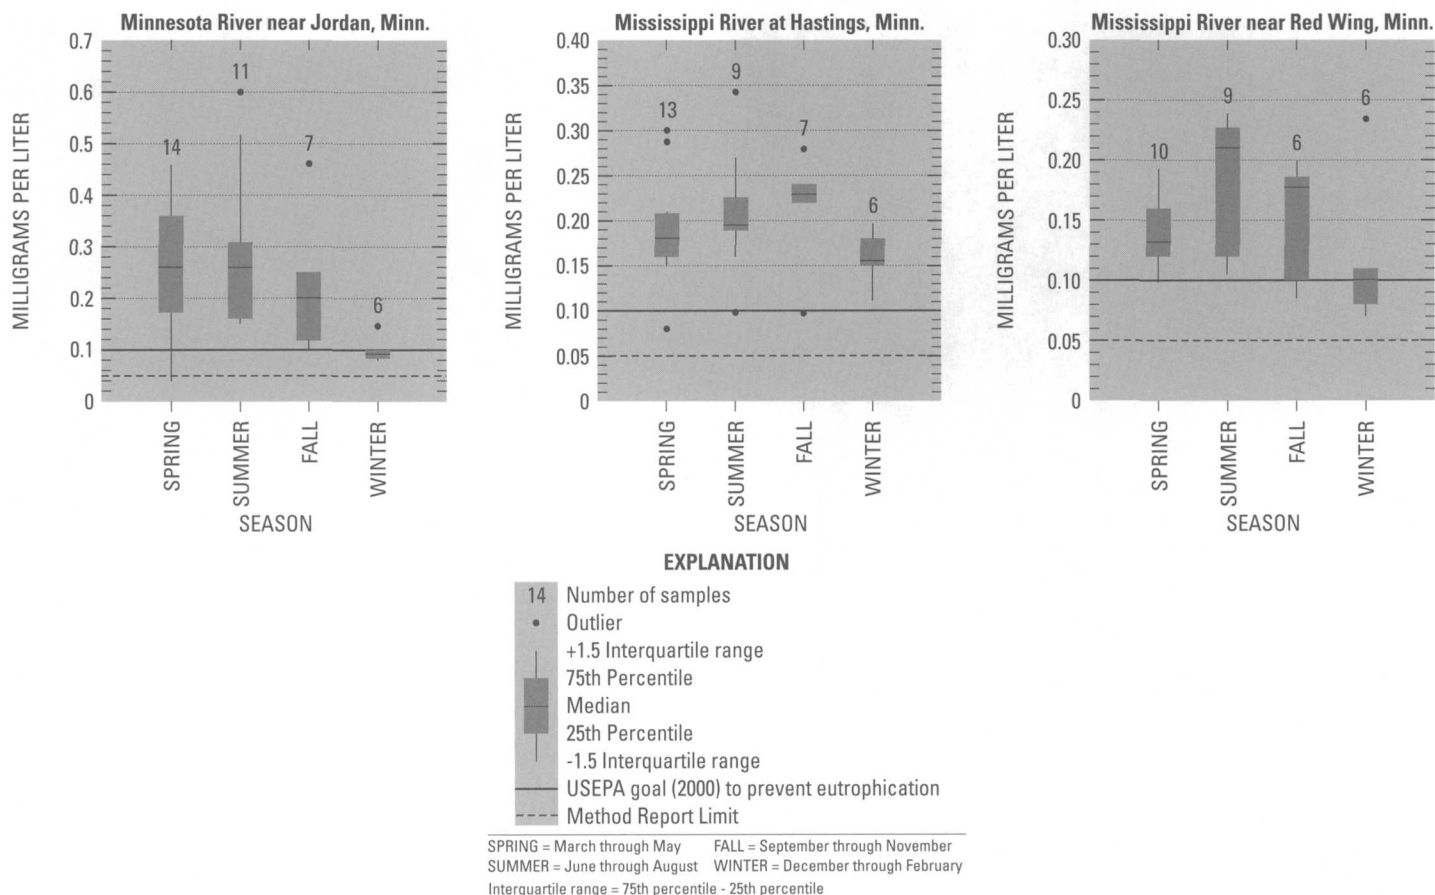 Minnesota River near Jordan, Minn.
MILLIGRAMS PER LITER
0.7
0.6
0.5
0.4
0.3
0.2
0.1
0
14
11
7
6
SPRING
SUMMER
FALL
WINTER
SEASON
Mississippi River at Hastings, Minn.
MILLIGRAMS PER LITER
0.40
0.35
0.30
0.25
0.20
0.15
0.10
0.05
0
13
9
7
6
SPRING
SUMMER
FALL
WINTER
SEASON
Mississippi River near Red Wing, Minn.
MILLIGRAMS PER LITER
0.30
0.25
0.20
0.15
0.10
0.05
0
10
9
6
6
SPRING
SUMMER
FALL
WINTER
SEASON
EXPLANATION
14 Number of samples
Outlier
+1.5 Interquartile range
75th Percentile
Median
25th Percentile
-1.5 Interquartile range
USEPA goal (2000) to prevent eutrophication
Method Report Limit
SPRING = March through May FALL = September through November
SUMMER = June through August WINTER = December through February
Interquartile range = 75th percentile - 25th percentile